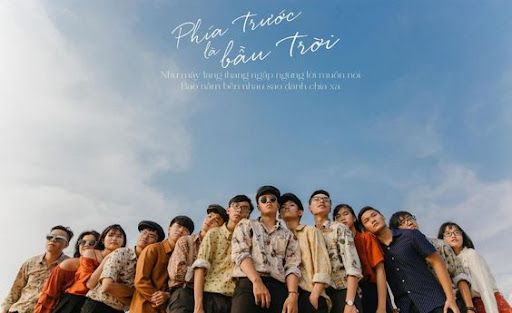 Phía trước
là
bầu Trời
Như mây lang thang ngập ngừng lời muốn nói
Bao năm bên nhau sao đành chia xa